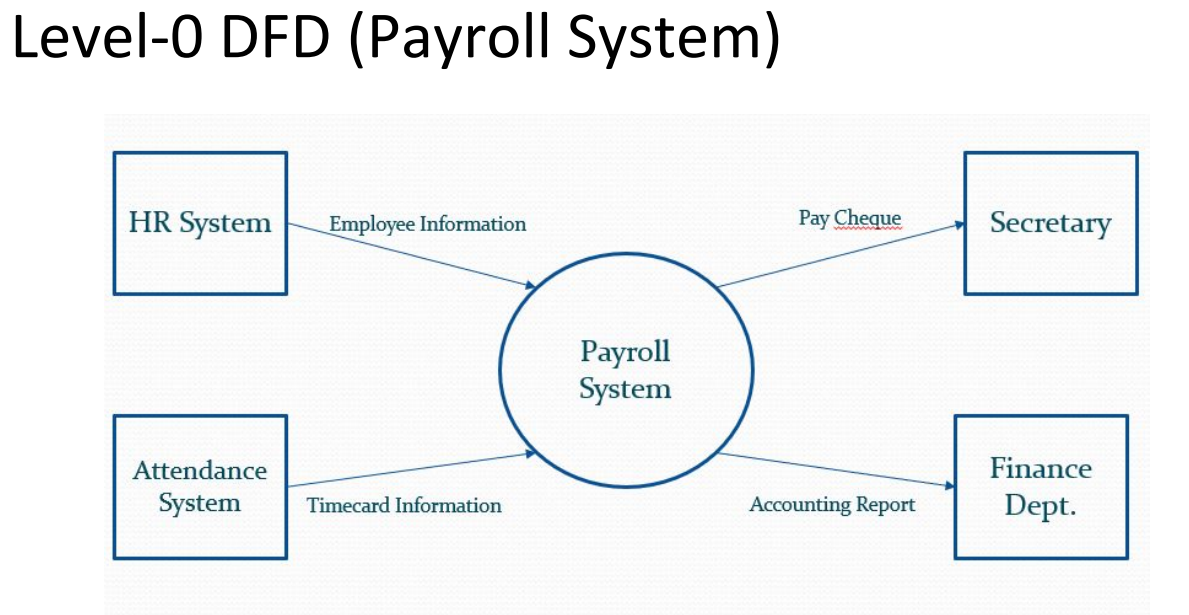 Level-0 DFD (Payroll System)
HR System
Employee Information
Pay Cheque
Secretary
Payroll
System
Attendance
System
Timecard Information
Accounting Report
Finance
Dept.